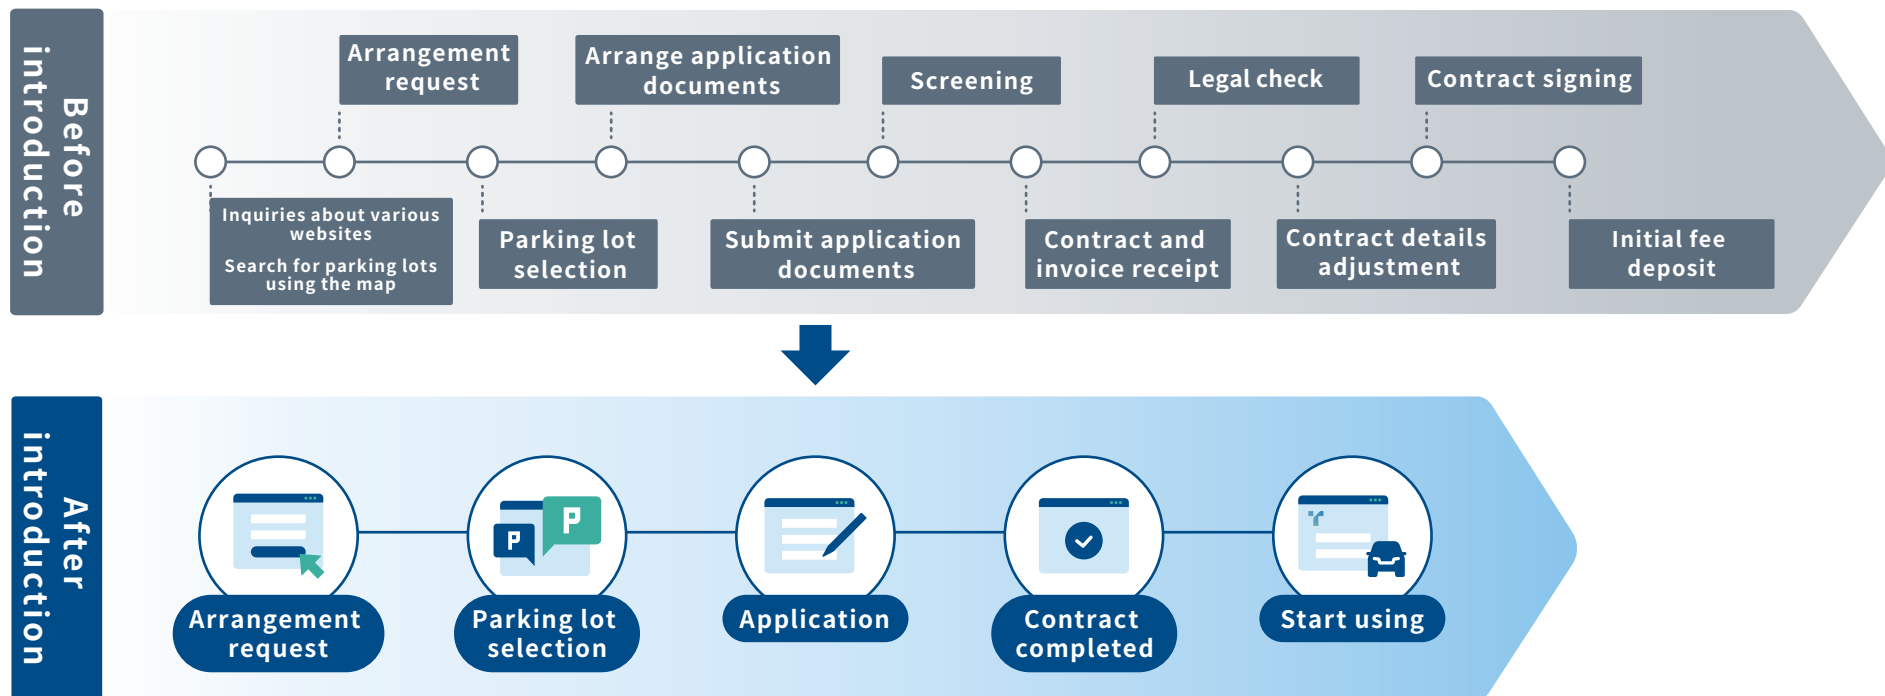 Before
introduction
Inquiries about various
websites
Search for parking lots
using the map
Arrangement
request
Parking lot
selection
Arrange application
documents
Submit application
documents
Screening
Contract and
invoice receipt
Legal check
Contract details
adjustment
Contract signing
Initial fee
deposit
After
introduction
P
P
Arrangement
request
Parking lot
selection
Application
Contract
completed
Start using